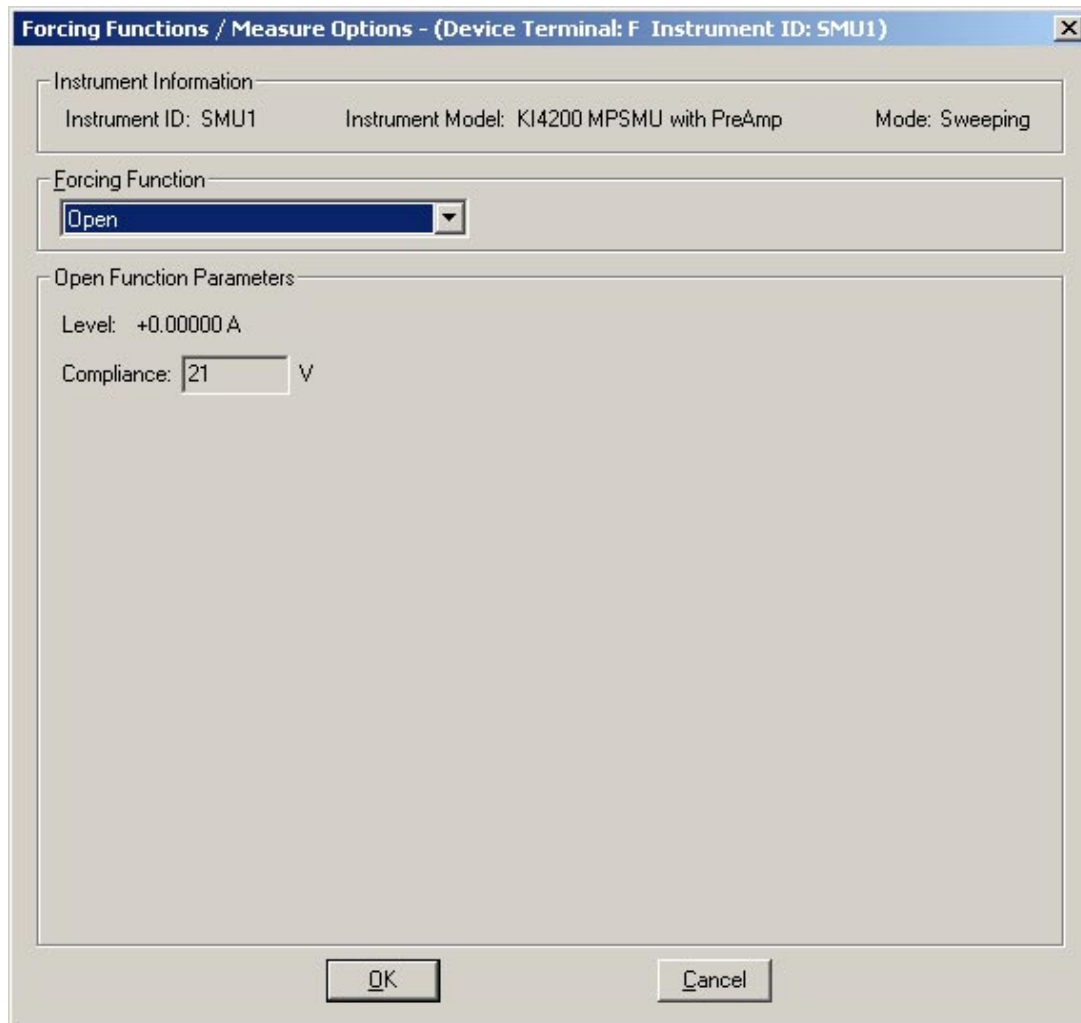 Forcing Functions / Measure Options - (Device Terminal: F Instrument ID: SMU1)
Instrument Information
Instrument ID: SMU1 Instrument Model: KI4200 MPSMU with PreAmp Mode: Sweeping
Forcing Function
Open
Open Function Parameters
Level: +0.00000 A
Compliance: 21 V
OK Cancel